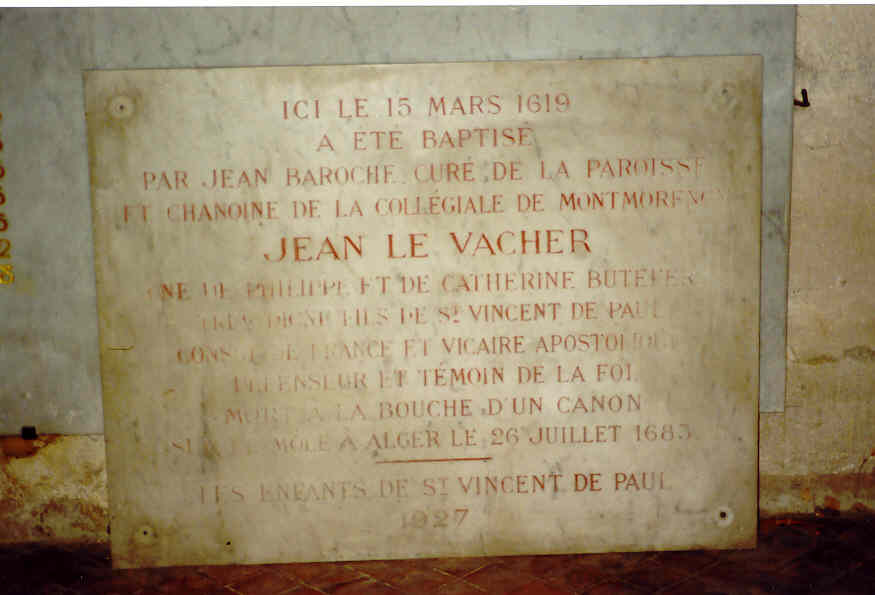 ICI LE 15 MARS 1619
A ÉTÉ BAPTISÉ
PAR JEAN BAROCHE CURÉ DE LA PAROISSE
ET CHANOINE DE LA COLLÉGIALE DE MONTMORENCY
JEAN LE VACHER
NÉ DE PHILIPPE ET DE CATHERINE
DIGNE FILS DE ST VINCENT DE PAUL
CONSUL DE FRANCE ET VICAIRE APOSTOLIQUE
DÉFENSEUR ET TÉMOIN DE LA FOI
MORT A LA BOUCHE D'UN CANON
SUR LE MÔLE A ALGER LE 26 JUILLET 1683
LES ENFANTS DE ST VINCENT DE PAUL
1927